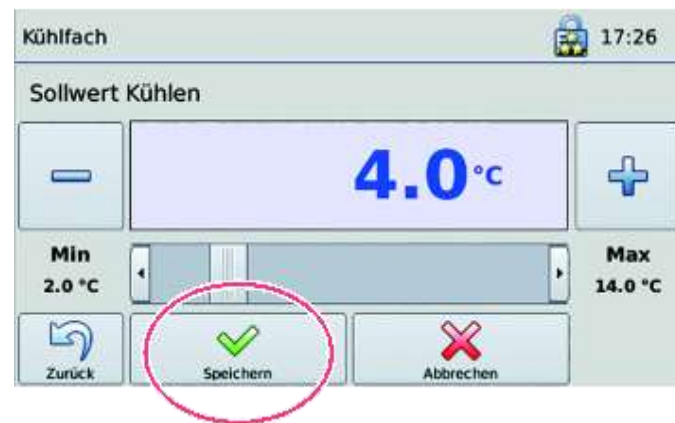 Kühlfach 17:26
Sollwert Kühlen
4.0 °C
Min Max
2.0 °C 14.0 °C
Zurück Speichern Abbrechen